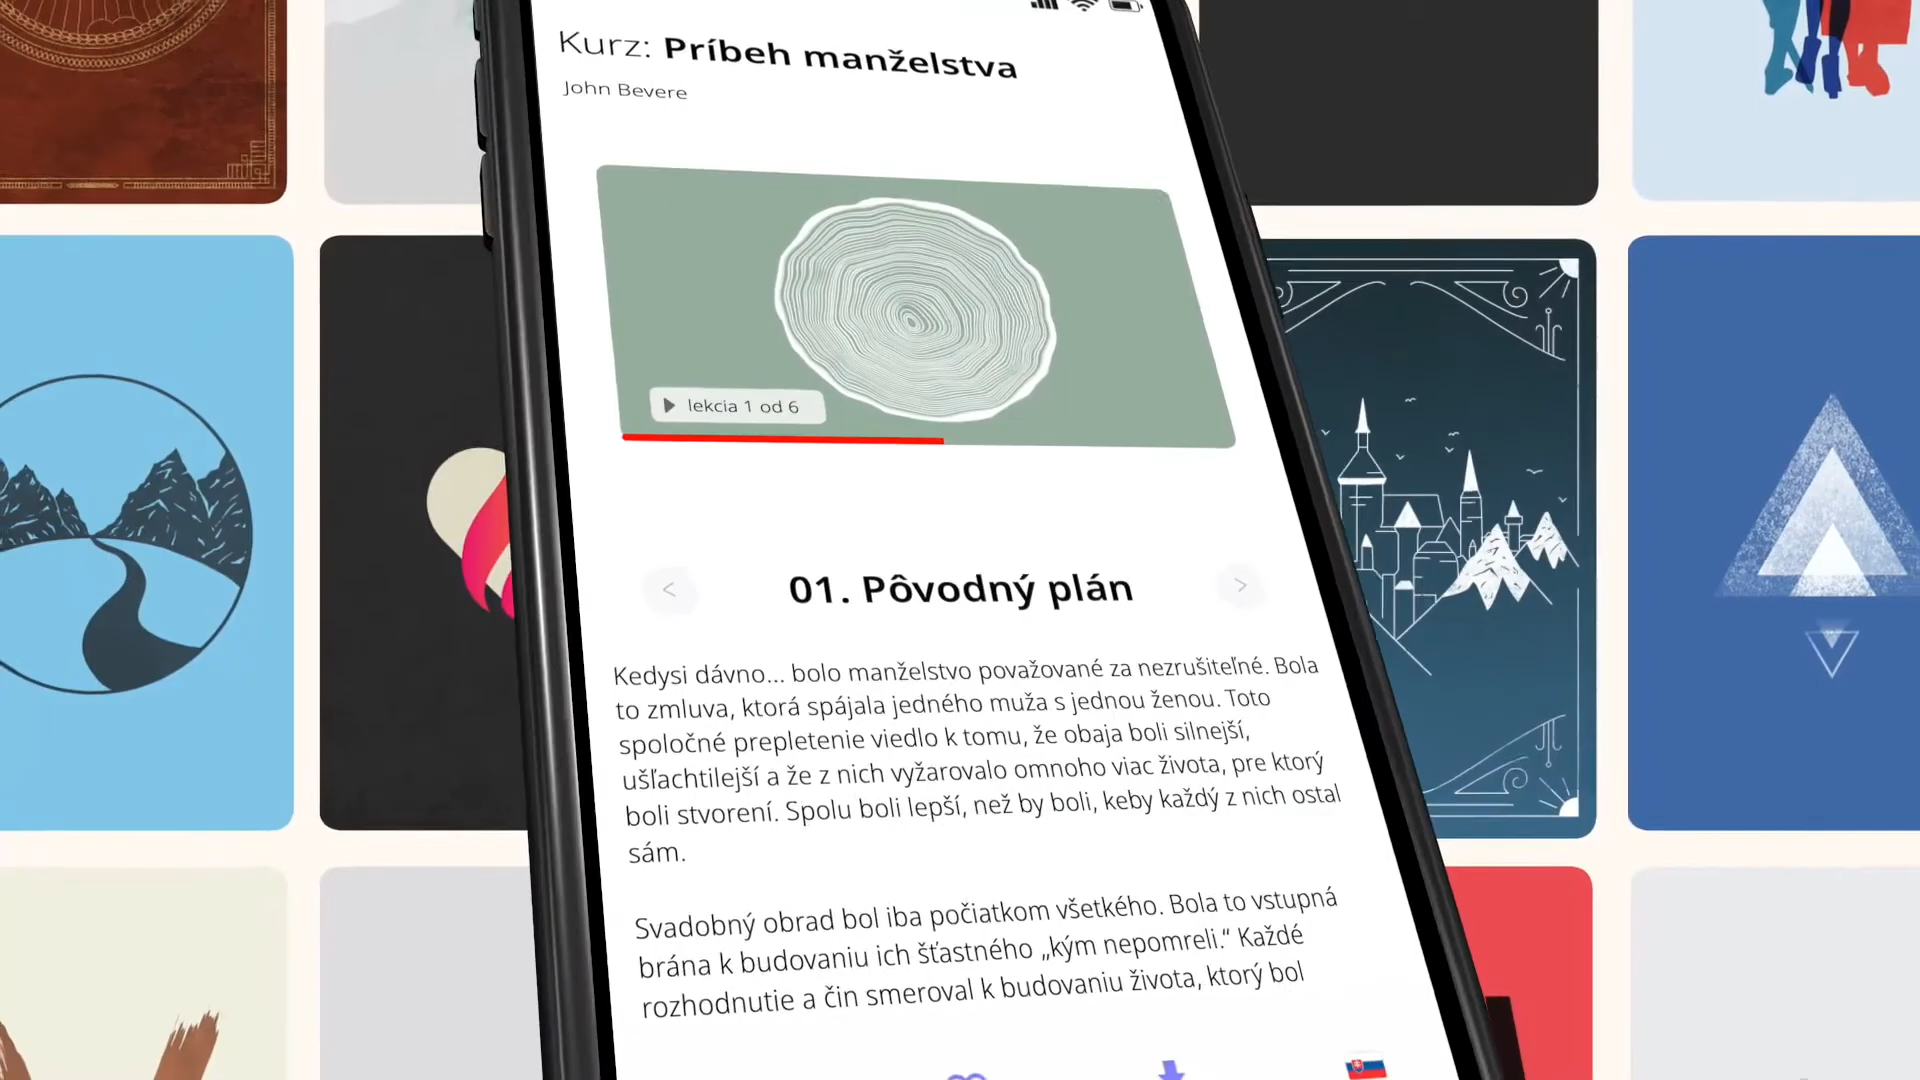 Kurz: Príbeh manželstva
John Bevere
lekcia 1 od 6
01. Pôvodný plán
Kedysi dávno... bolo manželstvo považované za nezrušiteľné. Bola
to zmluva, ktorá spájala jedného muža s jednou ženou. Toto
spoločné prepletenie viedlo k tomu, že obaja boli silnejší,
ušľachtilejší a že z nich vyžarovalo omnoho viac života, pre ktorý
boli stvorení. Spolu boli lepší, než by boli, keby každý z nich ostal
sám.
Svadobný obrad bol iba počiatkom všetkého. Bola to vstupná
brána k budovaniu ich šťastného „kým nepomreli.“ Každé
rozhodnutie a čin smeroval k budovaniu života, ktorý bol